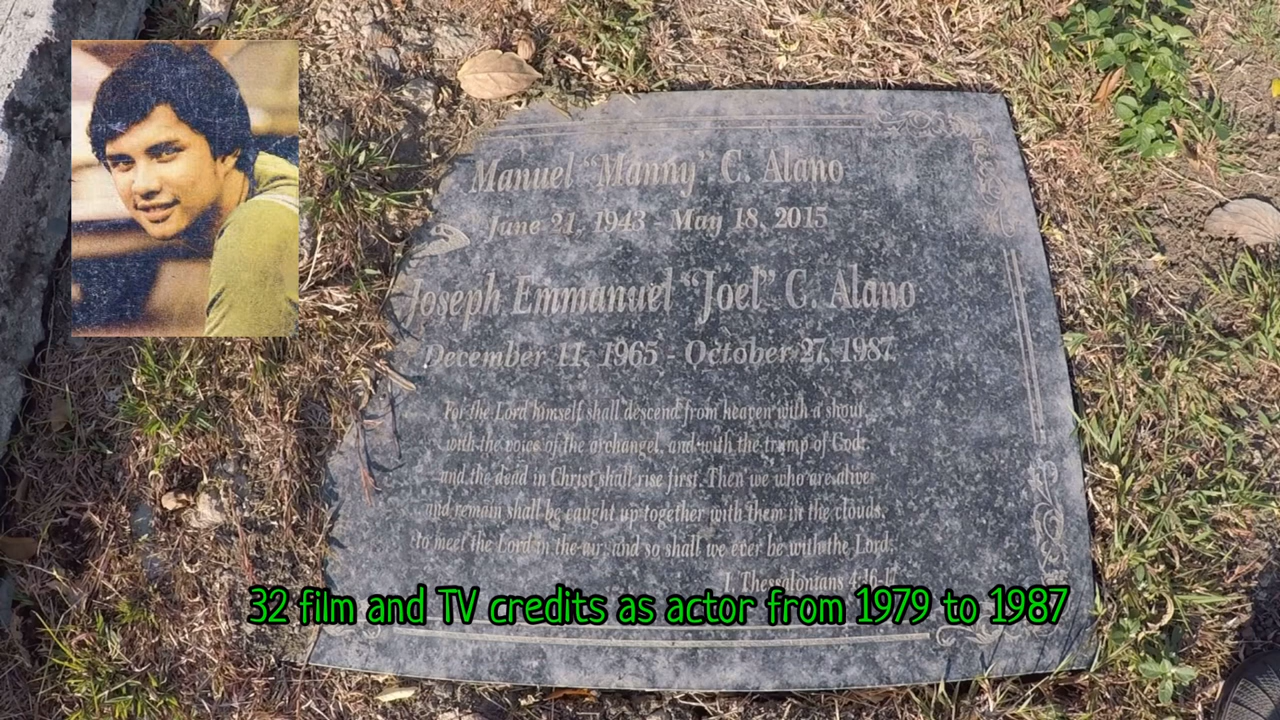 Manuel "Manny" C. Alano
June 21, 1943 - May 18, 2015
Joseph Emmanuel "Joel" G. Alano
December 11, 1965 - October 27, 1987
For the Lord himself shall descend from heaven with a shout,
with the voice of the archangel, and with the trump of God:
and the dead in Christ shall rise first. Then we who are alive
and remain shall be caught up together with them in the clouds,
to meet the Lord in the air; and so shall we ever be with the Lord.
I Thessalonians 4:16-17
32 film and TV credits as actor from 1979 to 1987